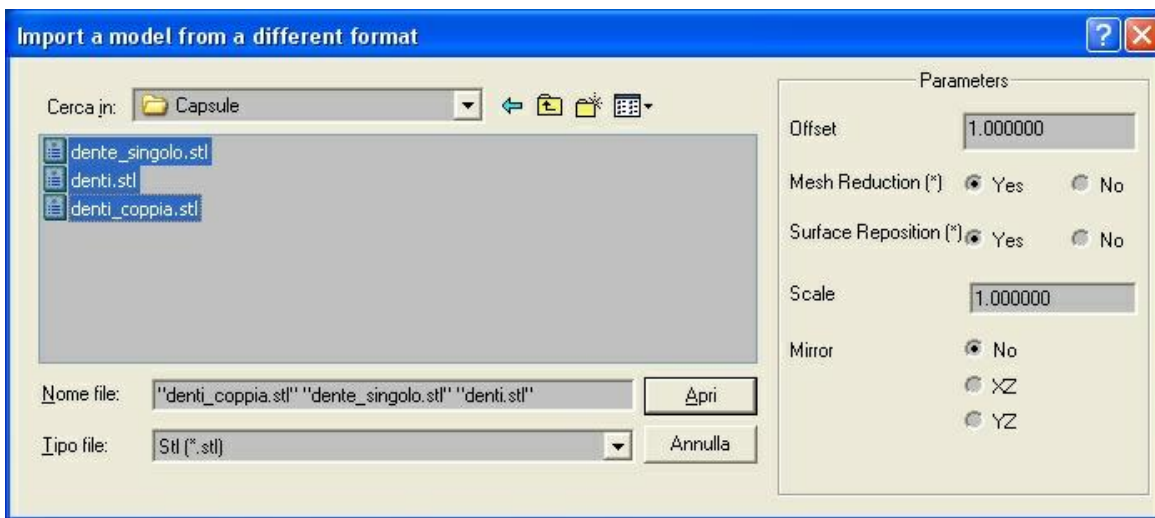 Import a model from a different format
Cerca in: Capsule
dente_singolo.stl
denti.stl
denti_coppia.stl
Nome file: "denti_coppia.stl" "dente_singolo.stl" "denti.stl" Apri
Tipo file: Stl (*.stl) Annulla
Parameters
Offset 1.000000
Mesh Reduction (*) Yes No
Surface Reposition (*) Yes No
Scale 1.000000
Mirror No
XZ
YZ